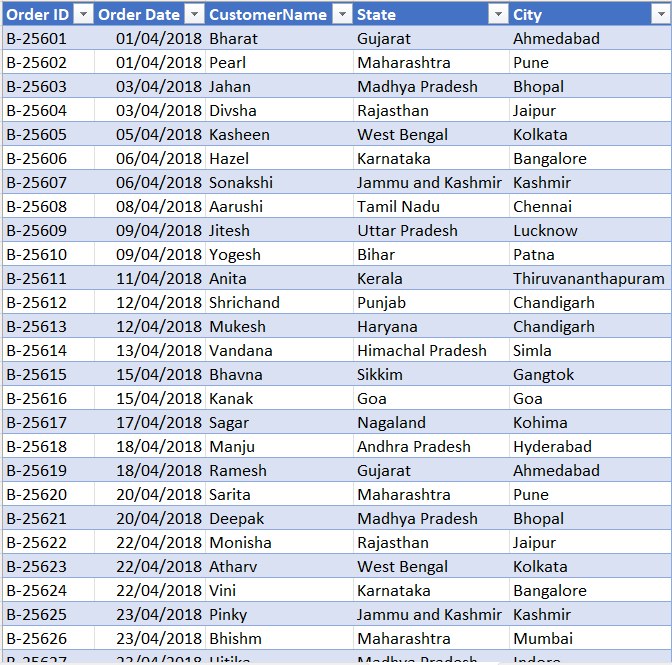 Order ID Order Date CustomerName State City
B-25601 01/04/2018 Bharat Gujarat Ahmedabad
B-25602 01/04/2018 Pearl Maharashtra Pune
B-25603 03/04/2018 Jahan Madhya Pradesh Bhopal
B-25604 03/04/2018 Divsha Rajasthan Jaipur
B-25605 05/04/2018 Kasheen West Bengal Kolkata
B-25606 06/04/2018 Hazel Karnataka Bangalore
B-25607 06/04/2018 Sonakshi Jammu and Kashmir Kashmir
B-25608 08/04/2018 Aarushi Tamil Nadu Chennai
B-25609 09/04/2018 Jitesh Uttar Pradesh Lucknow
B-25610 09/04/2018 Yogesh Bihar Patna
B-25611 11/04/2018 Anita Kerala Thiruvananthapuram
B-25612 12/04/2018 Shrichand Punjab Chandigarh
B-25613 12/04/2018 Mukesh Haryana Chandigarh
B-25614 13/04/2018 Vandana Himachal Pradesh Simla
B-25615 15/04/2018 Bhavna Sikkim Gangtok
B-25616 15/04/2018 Kanak Goa Goa
B-25617 17/04/2018 Sagar Nagaland Kohima
B-25618 18/04/2018 Manju Andhra Pradesh Hyderabad
B-25619 18/04/2018 Ramesh Gujarat Ahmedabad
B-25620 20/04/2018 Sarita Maharashtra Pune
B-25621 20/04/2018 Deepak Madhya Pradesh Bhopal
B-25622 22/04/2018 Monisha Rajasthan Jaipur
B-25623 22/04/2018 Atharv West Bengal Kolkata
B-25624 22/04/2018 Vini Karnataka Bangalore
B-25625 23/04/2018 Pinky Jammu and Kashmir Kashmir
B-25626 23/04/2018 Bhishm Maharashtra Mumbai
B-25627 23/04/2018 Hitika Madhya Pradesh Indore